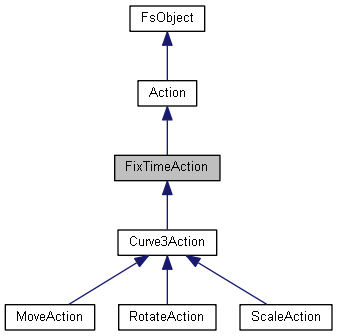 FsObject
Action
FixTimeAction
Curve3Action
MoveAction
RotateAction
ScaleAction